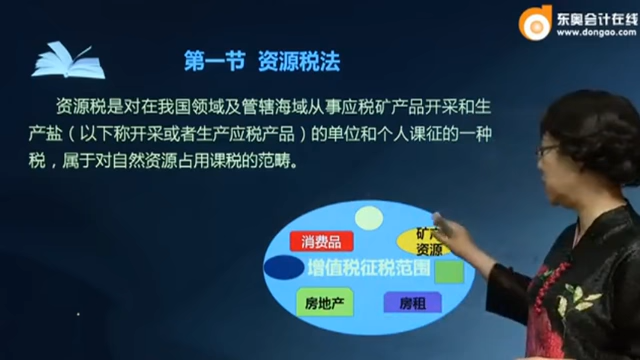 东奥会计在线
www.dongao.com
第一节 资源税法
资源税是对在我国领域及管辖海域从事应税矿产品开采和生
产盐（以下称开采或者生产应税产品）的单位和个人课征的一种
税，属于对自然资源占用课税的范畴。
消费品
矿产
资源
增值税征税范围
房地产
房租